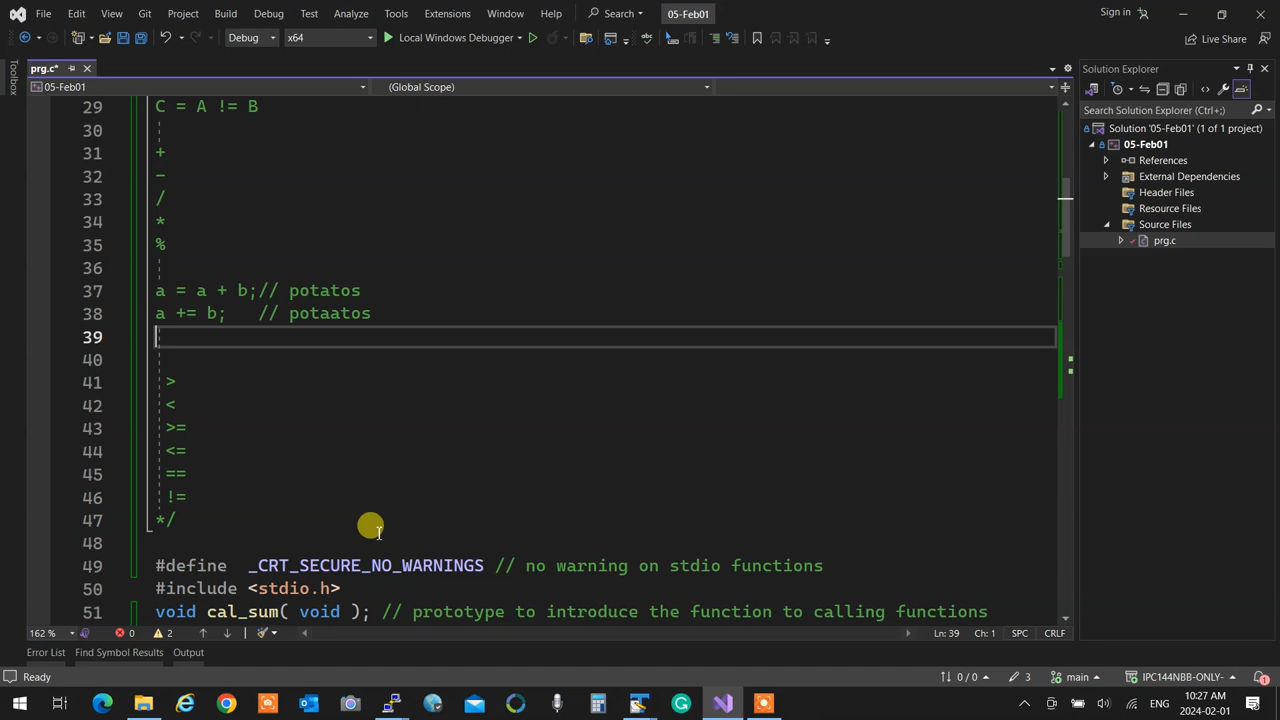 File Edit View Git Project Build Debug Test Analyze Tools Extensions Window Help Search 05-Feb01 Sign in
Debug x64 Local Windows Debugger Live Share
Toolbox
prg.c*
05-Feb01 (Global Scope)
29 C = A != B
30
31 +
32 -
33 /
34 *
35 %
36
37 a = a + b;// potatos
38 a += b;   // potaatos
39
40
41 >
42 <
43 >=
44 <=
45 ==
46 !=
47 */
48
49 #define  _CRT_SECURE_NO_WARNINGS // no warning on stdio functions
50 #include <stdio.h>
51 void cal_sum( void ); // prototype to introduce the function to calling functions
162 % 0 2 Ln: 39 Ch: 1 SPC CRLF
Error List Find Symbol Results Output
Ready 0 / 0 3 main IPC144NBB-ONLY- 1
Solution Explorer
Search Solution Explorer (Ctrl+;)
Solution '05-Feb01' (1 of 1 project)
05-Feb01
References
External Dependencies
Header Files
Resource Files
Source Files
prg.c
ENG 10:27 AM
2024-02-01